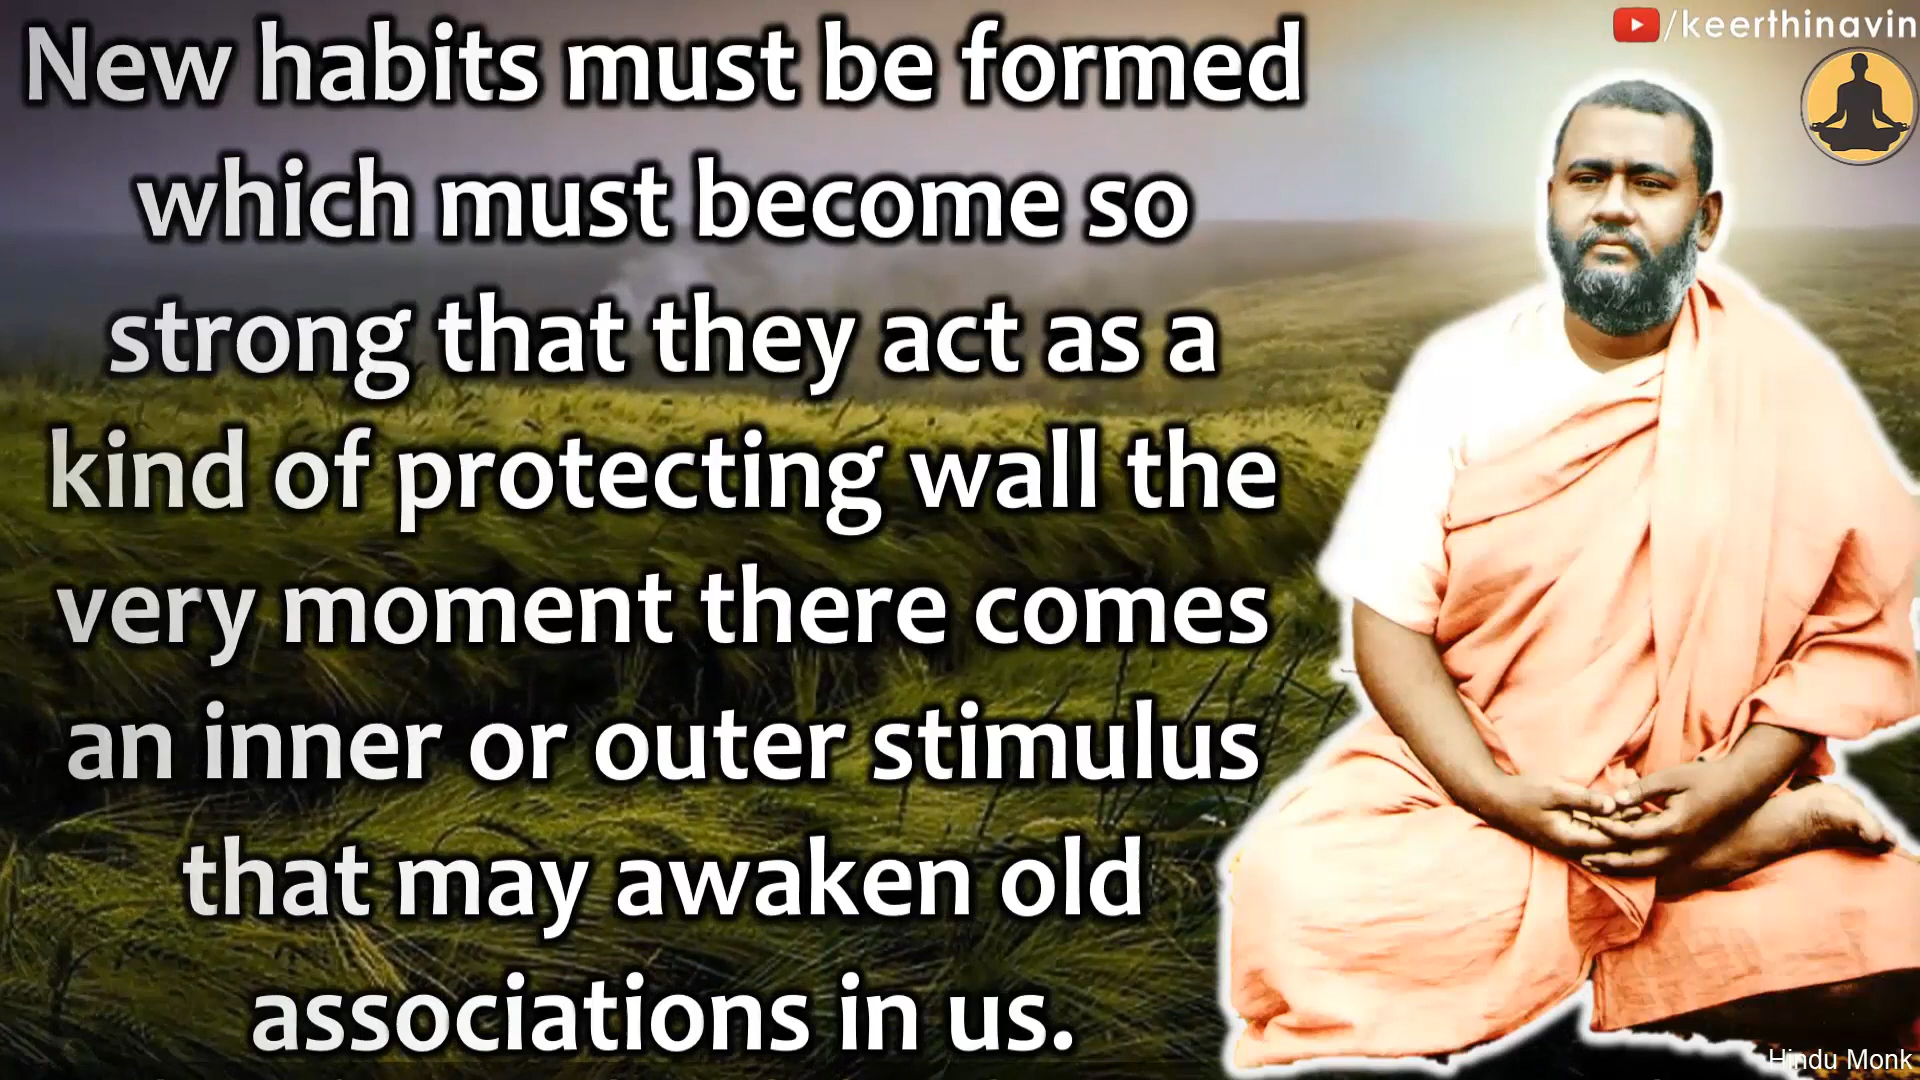 /keerthinavin
New habits must be formed
which must become so
strong that they act as a
kind of protecting wall the
very moment there comes
an inner or outer stimulus
that may awaken old
associations in us.
Hindu Monk